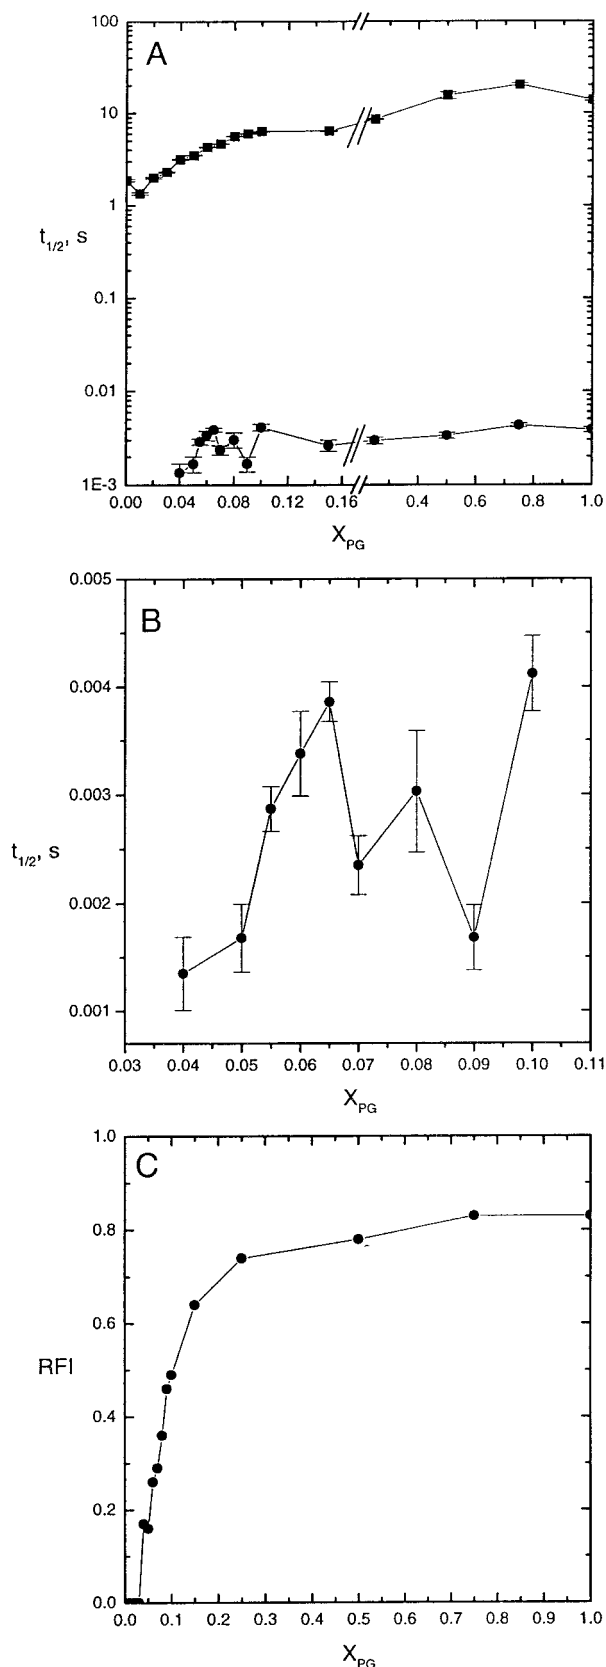 A
100
10
1
0.1
0.01
1E-3
t1/2, s
0.00 0.04 0.08 0.12 0.16 0.4 0.6 0.8 1.0
XPG
B
0.005
0.004
0.003
0.002
0.001
t1/2, s
0.03 0.04 0.05 0.06 0.07 0.08 0.09 0.10 0.11
XPG
C
1.0
0.8
0.6
0.4
0.2
0.0
RFI
0.0 0.1 0.2 0.3 0.4 0.5 0.6 0.7 0.8 0.9 1.0
XPG